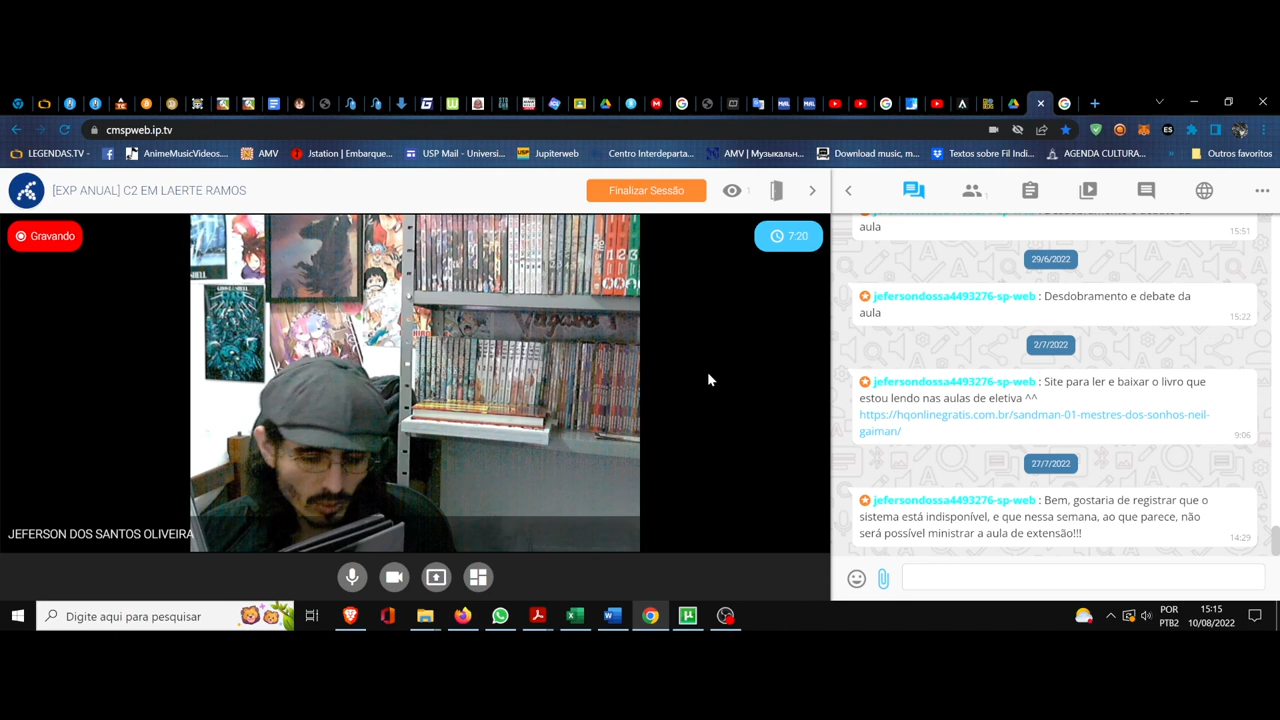 cmspweb.ip.tv
LEGENDAS.TV -
AnimeMusicVideos....
AMV
Jstation | Embarque...
USP Mail - Universi...
Jupiterweb
Centro Interdeparta...
AMV | Музыкальн...
Download music, m...
Textos sobre Fil Indi...
AGENDA CULTURA...
»
Outros favoritos
[EXP ANUAL] C2 EM LAERTE RAMOS
Finalizar Sessão
1
1
Gravando
7:20
JEFERSON DOS SANTOS OLIVEIRA
aula
15:51
29/6/2022
jefersondossa4493276-sp-web : Desdobramento e debate da
aula
15:22
2/7/2022
jefersondossa4493276-sp-web : Site para ler e baixar o livro que
estou lendo nas aulas de eletiva ^^
https://hqonlinegratis.com.br/sandman-01-mestres-dos-sonhos-neil-
gaiman/
9:06
27/7/2022
jefersondossa4493276-sp-web : Bem, gostaria de registrar que o
sistema está indisponível, e que nessa semana, ao que parece, não
será possível ministrar a aula de extensão!!!
14:29
Digite aqui para pesquisar
POR
PTB2
15:15
10/08/2022